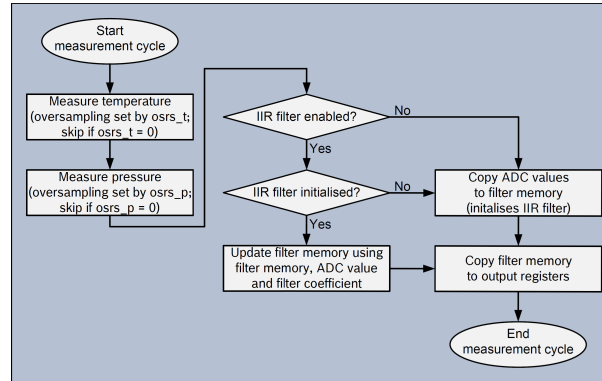 Start
measurement cycle
Measure temperature
(oversampling set by osrs_t;
skip if osrs_t = 0)
Measure pressure
(oversampling set by osrs_p;
skip if osrs_p = 0)
IIR filter enabled?
No
Yes
IIR filter initialised?
No
Yes
Copy ADC values
to filter memory
(initalises IIR filter)
Update filter memory using
filter memory, ADC value
and filter coefficient
Copy filter memory
to output registers
End
measurement cycle